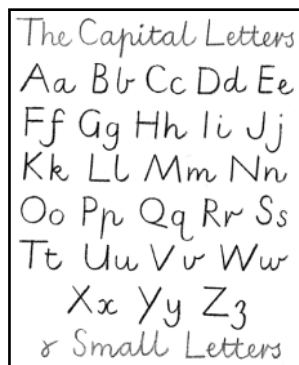 The Capital Letters
Aa Bb Cc Dd Ee
Ff Gg Hh Ii Jj
Kk Ll Mm Nn
Oo Pp Qq Rr Ss
Tt Uu Vv Ww
Xx Yy Zz
& Small Letters